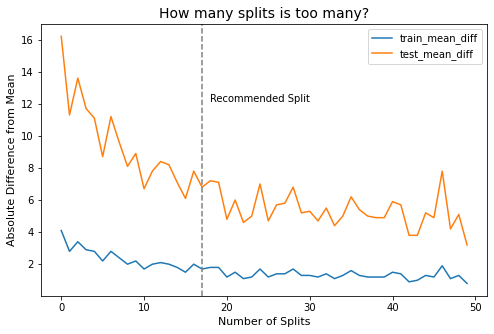 How many splits is too many?
train_mean_diff
test_mean_diff
Recommended Split
Absolute Difference from Mean
16
14
12
10
8
6
4
2
0
10
20
30
40
50
Number of Splits